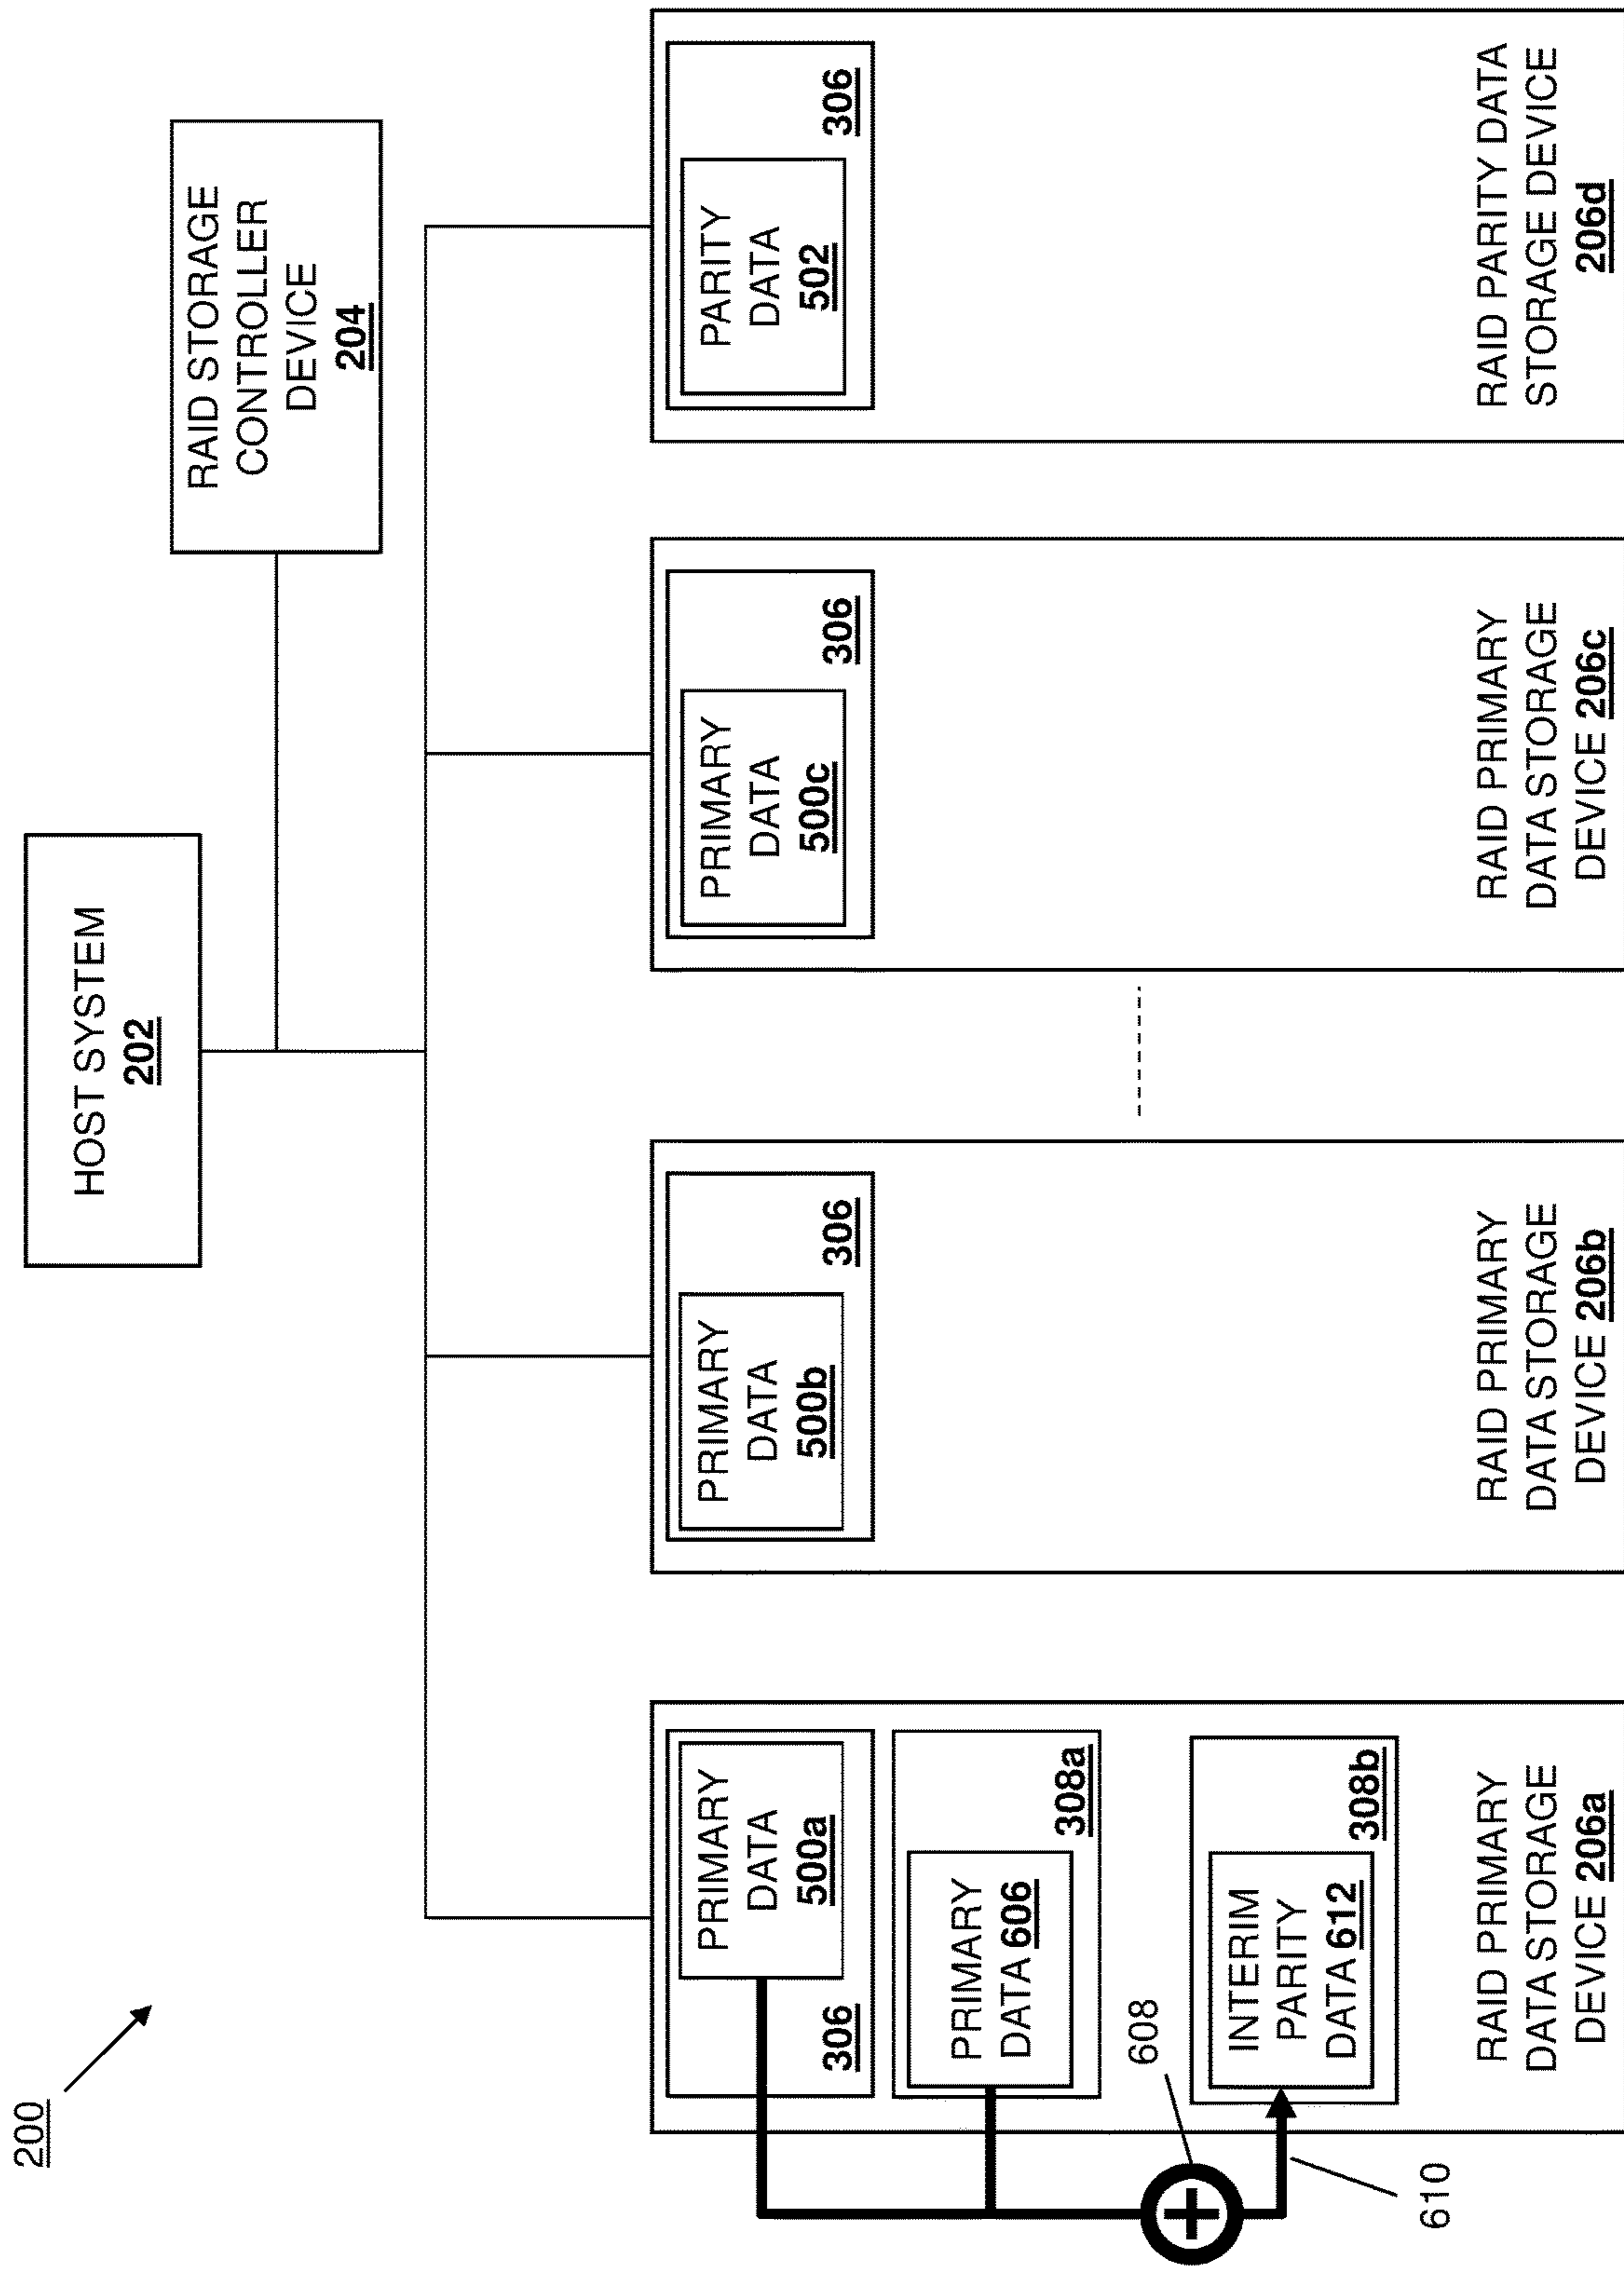 200
HOST SYSTEM
202
RAID STORAGE
CONTROLLER
DEVICE
204
306
PRIMARY
DATA
500a
PRIMARY
DATA 606
308a
608
610
INTERIM
PARITY
DATA 612
308b
RAID PRIMARY
DATA STORAGE
DEVICE 206a
PRIMARY
DATA
500b
306
RAID PRIMARY
DATA STORAGE
DEVICE 206b
PRIMARY
DATA
500c
306
RAID PRIMARY
DATA STORAGE
DEVICE 206c
PARITY
DATA
502
306
RAID PARITY DATA
STORAGE DEVICE
206d